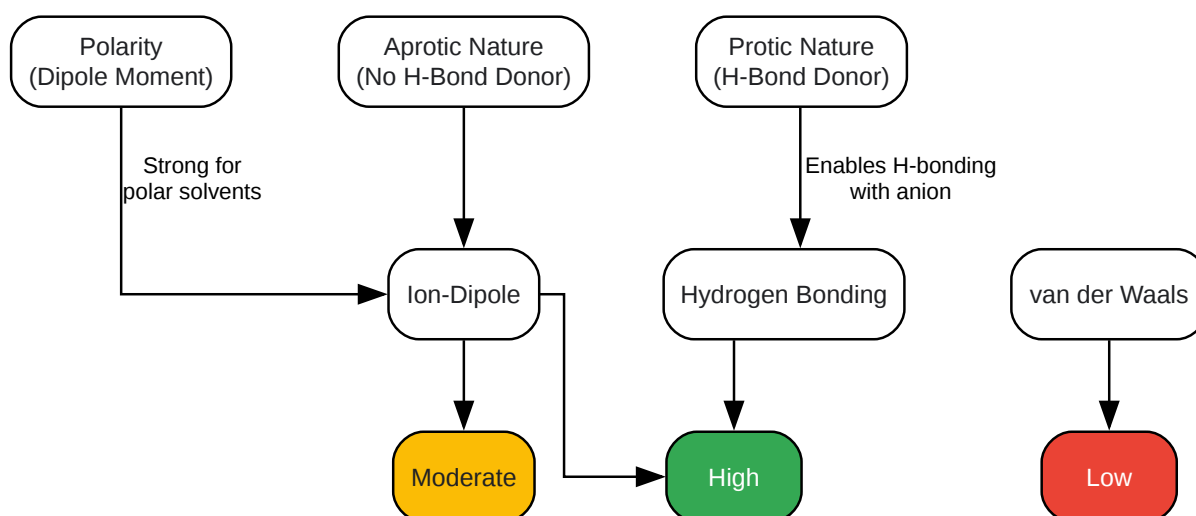 Polarity
(Dipole Moment)
Aprotic Nature
(No H-Bond Donor)
Protic Nature
(H-Bond Donor)
Strong for
polar solvents
Enables H-bonding
with anion
Ion-Dipole
Hydrogen Bonding
van der Waals
Moderate
High
Low